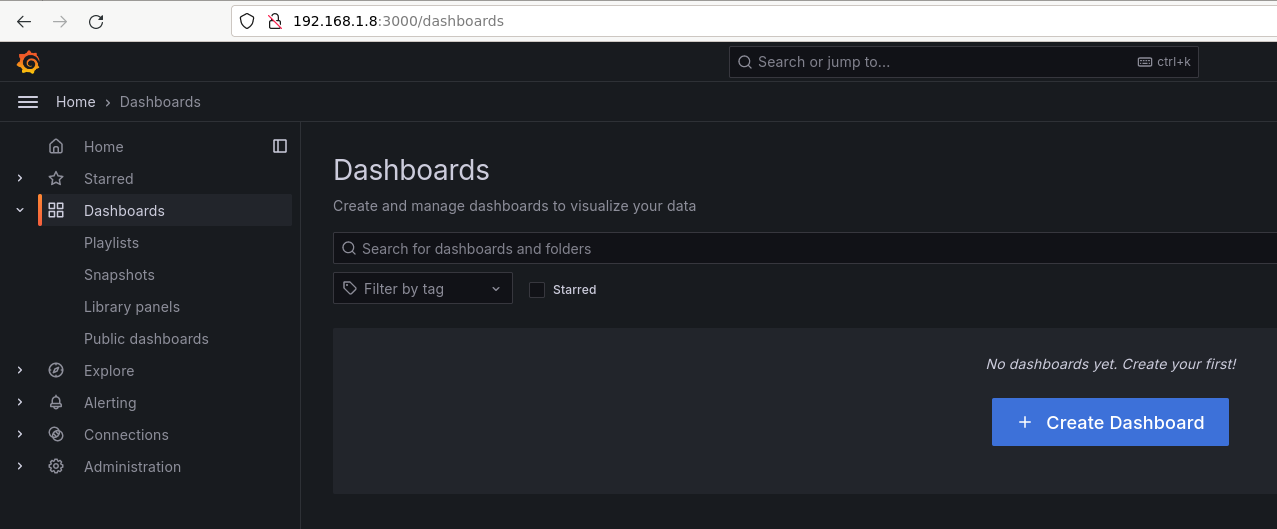 192.168.1.8:3000/dashboards
Search or jump to... ctrl+k
Home › Dashboards
Home
Starred
Dashboards
Playlists
Snapshots
Library panels
Public dashboards
Explore
Alerting
Connections
Administration
Dashboards
Create and manage dashboards to visualize your data
Search for dashboards and folders
Filter by tag Starred
No dashboards yet. Create your first!
+ Create Dashboard